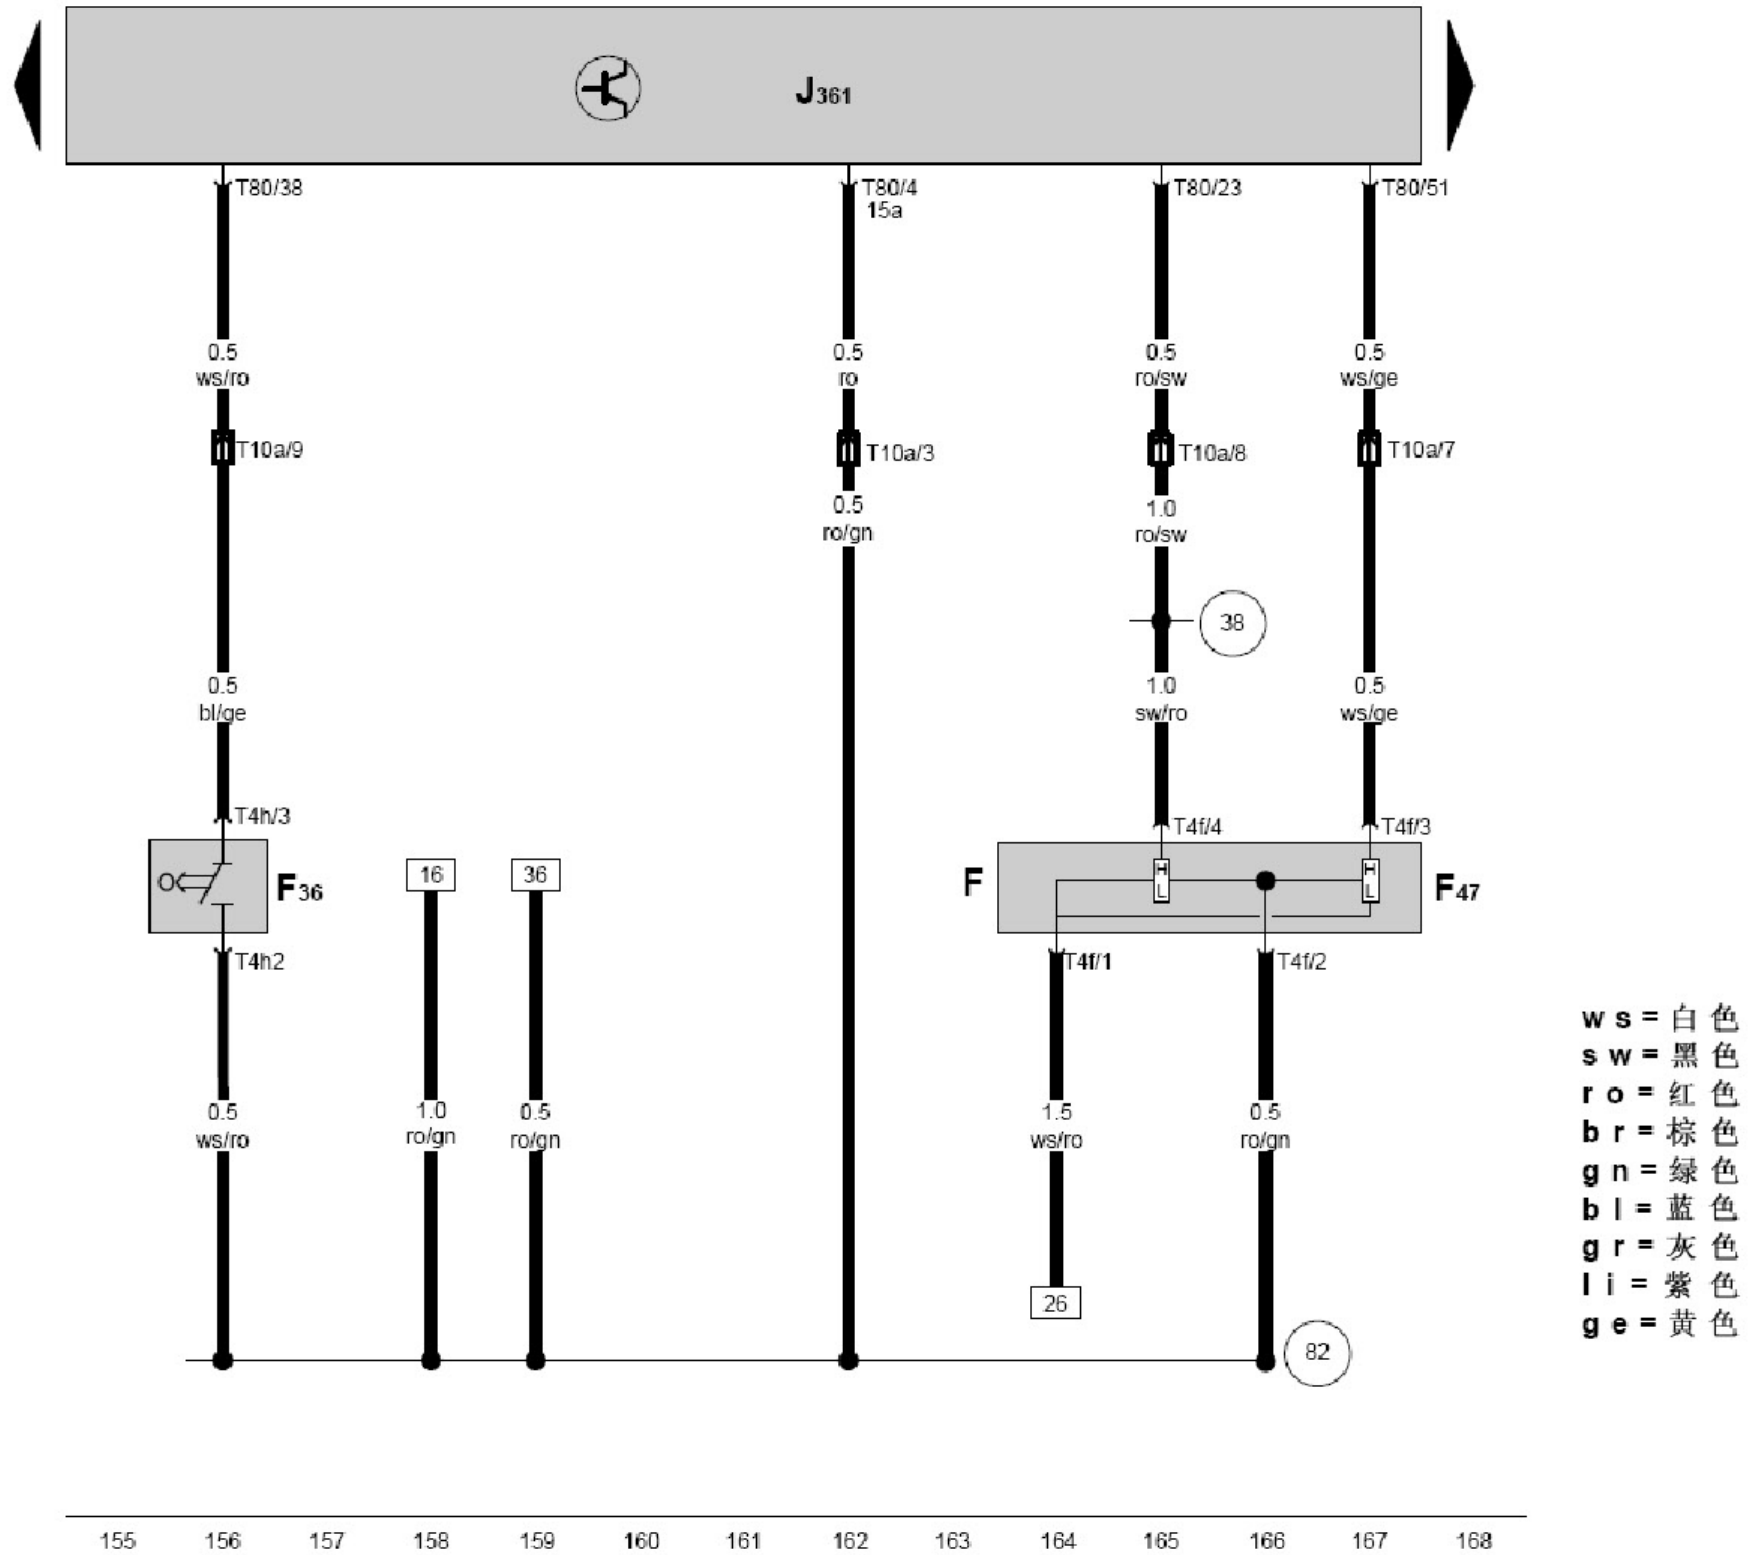 J361
T80/38
T80/4
15a
T80/23
T80/51
0.5
ws/ro
0.5
ro
0.5
ro/sw
0.5
ws/ge
T10a/9
T10a/3
T10a/8
T10a/7
0.5
ro/gn
1.0
ro/sw
38
0.5
bl/ge
1.0
sw/ro
0.5
ws/ge
T4h/3
T4f/4
T4f/3
F36
16
36
F
H
L
H
L
F47
T4h2
T4f/1
T4f/2
0.5
ws/ro
1.0
ro/gn
0.5
ro/gn
1.5
ws/ro
0.5
ro/gn
26
82
ws=白色
sw=黑色
ro=红色
br=棕色
gn=绿色
bl=蓝色
gr=灰色
li=紫色
ge=黄色
155 156 157 158 159 160 161 162 163 164 165 166 167 168